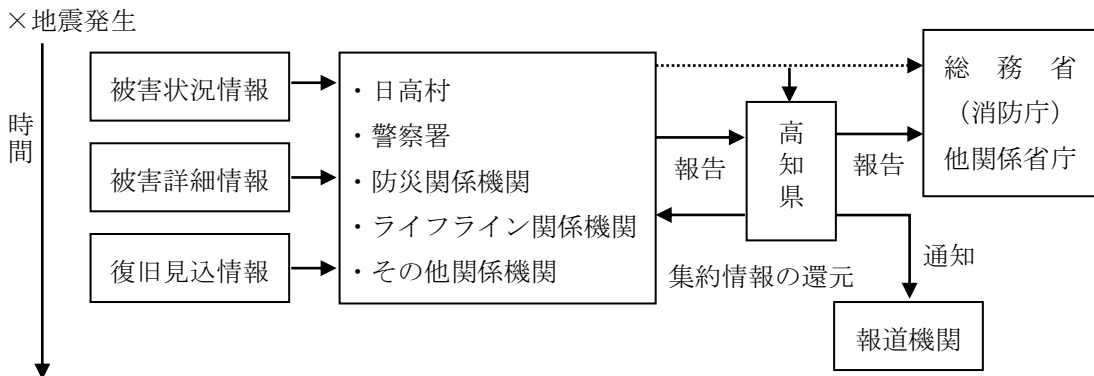 ×地震発生
時間
被害状況情報
被害詳細情報
復旧見込情報
・日高村
・警察署
・防災関係機関
・ライフライン関係機関
・その他関係機関
報告
集約情報の還元
高知県
報告
通知
総　務　省
（消防庁）
他関係省庁
報道機関